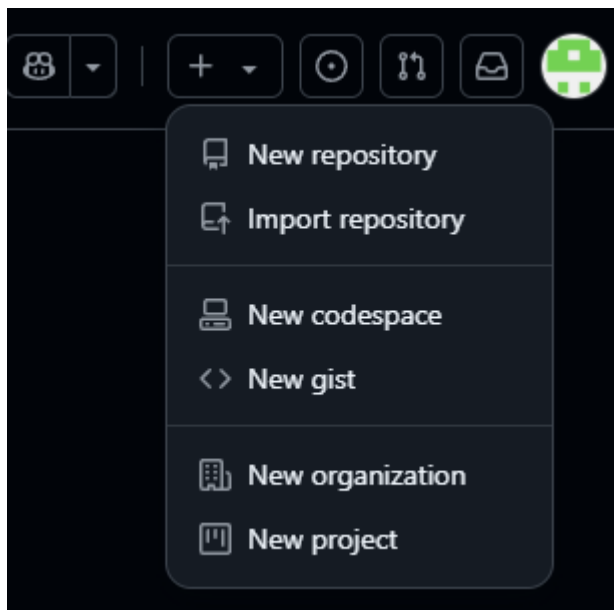 New repository
Import repository
New codespace
New gist
New organization
New project